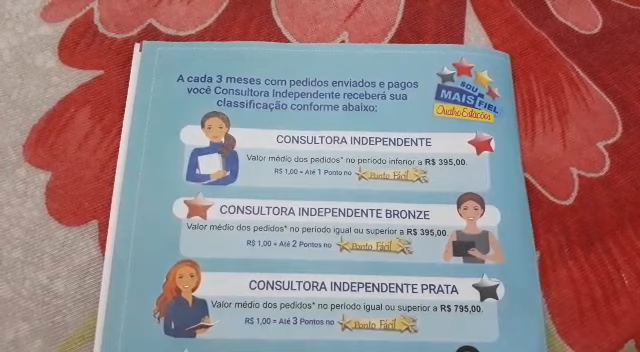 A cada 3 meses com pedidos enviados e pagos
você Consultora Independente receberá sua
classificação conforme abaixo:
SOU
MAIS FIEL
Quatro Estações
CONSULTORA INDEPENDENTE
Valor médio dos pedidos* no período inferior a R$ 395,00.
R$ 1,00 = Até 1 Ponto no Ponto Fácil
CONSULTORA INDEPENDENTE BRONZE
Valor médio dos pedidos* no período igual ou superior a R$ 395,00.
R$ 1,00 = Até 2 Pontos no Ponto Fácil
CONSULTORA INDEPENDENTE PRATA
Valor médio dos pedidos* no período igual ou superior a R$ 795,00.
R$ 1,00 = Até 3 Pontos no Ponto Fácil